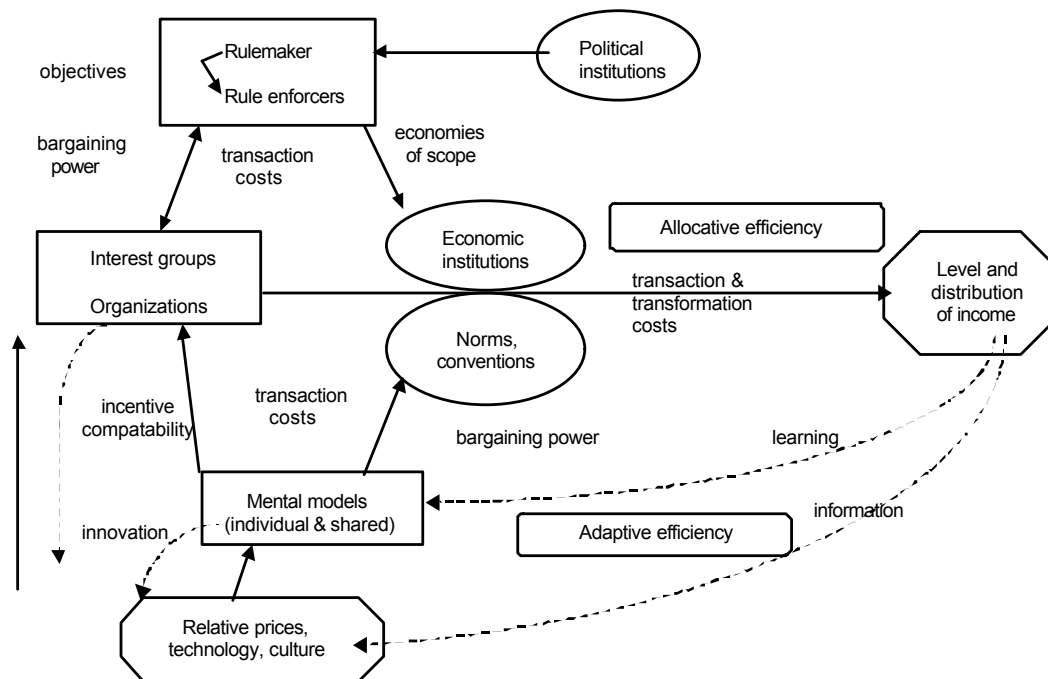 Rulemaker
Political
institutions
objectives
Rule enforcers
bargaining
power
transaction
costs
economies
of scope
Interest groups
Organizations
Economic
institutions
Allocative efficiency
Level and
distribution
of income
transaction &
transformation
costs
Norms,
conventions
incentive
compatability
transaction
costs
bargaining power
learning
Mental models
(individual & shared)
information
innovation
Adaptive efficiency
Relative prices,
technology, culture